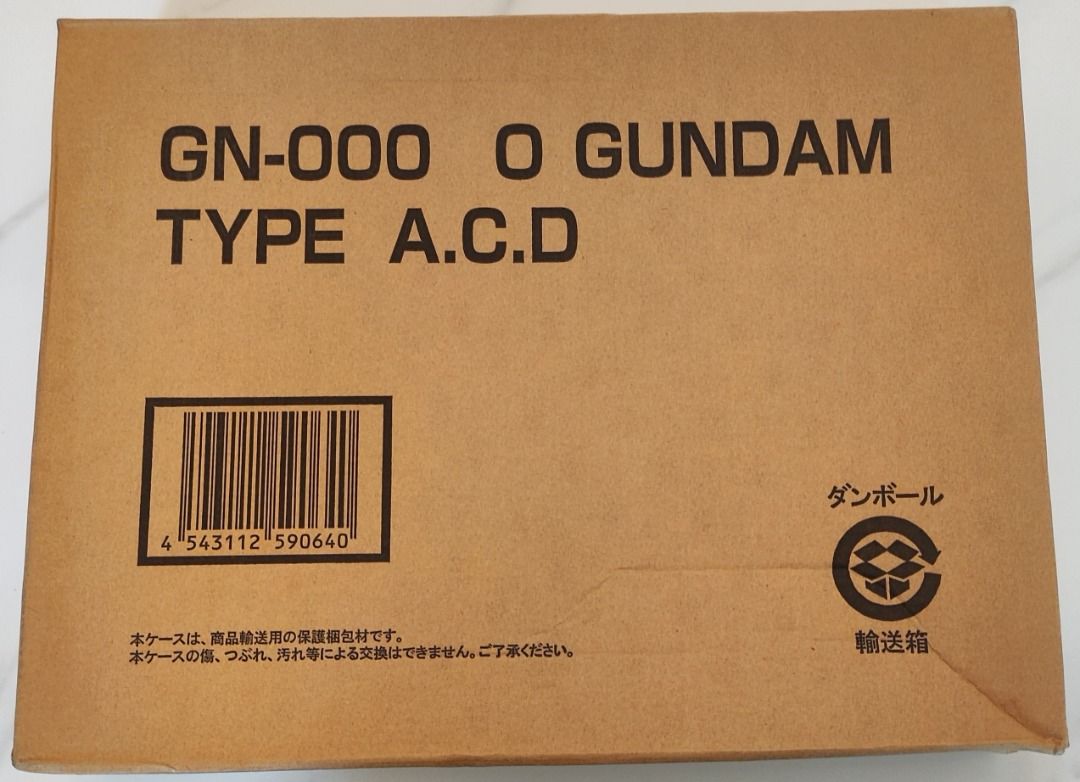 GN-000 0 GUNDAM
TYPE A.C.D
4 543112 590640
ダンボール
輸送箱
本ケースは、商品輸送用の保護梱包材です。
本ケースの傷、つぶれ、汚れ等による交換はできません。ご了承ください。